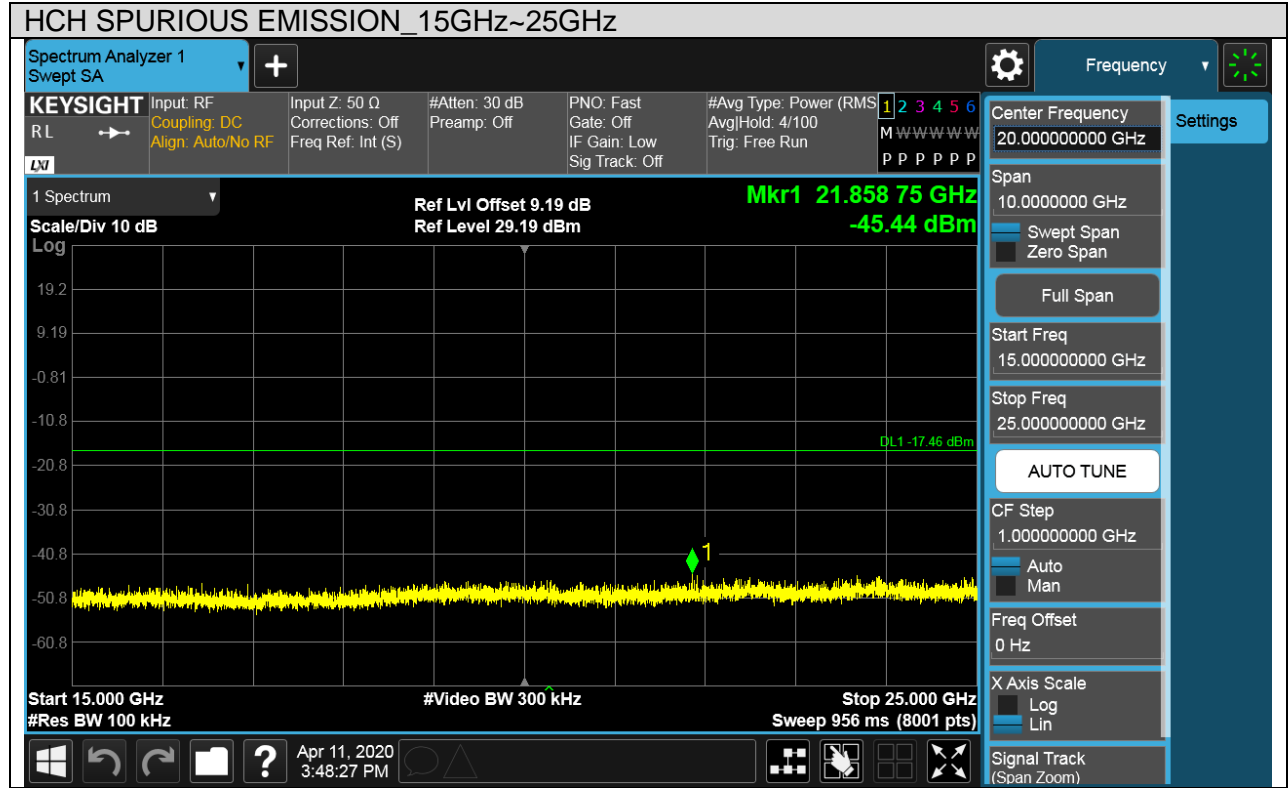 HCH SPURIOUS EMISSION_15GHz~25GHz
Spectrum Analyzer 1
Swept SA
+
Frequency
KEYSIGHT
R L
LXI
Input: RF
Coupling: DC
Align: Auto/No RF
Input Z: 50 Ω
Corrections: Off
Freq Ref: Int (S)
#Atten: 30 dB
Preamp: Off
PNO: Fast
Gate: Off
IF Gain: Low
Sig Track: Off
#Avg Type: Power (RMS
Avg|Hold: 4/100
Trig: Free Run
1 2 3 4 5 6
M W W W W W
P P P P P P
1 Spectrum
Scale/Div 10 dB
Ref Lvl Offset 9.19 dB
Ref Level 29.19 dBm
Mkr1 21.858 75 GHz
-45.44 dBm
Log
19.2
9.19
-0.81
-10.8
DL1 -17.46 dBm
-20.8
-30.8
-40.8
1
-50.8
-60.8
Start 15.000 GHz
#Res BW 100 kHz
#Video BW 300 kHz
Stop 25.000 GHz
Sweep 956 ms (8001 pts)
?
Apr 11, 2020
3:48:27 PM
Center Frequency
20.000000000 GHz
Settings
Span
10.0000000 GHz
Swept Span
Zero Span
Full Span
Start Freq
15.000000000 GHz
Stop Freq
25.000000000 GHz
AUTO TUNE
CF Step
1.000000000 GHz
Auto
Man
Freq Offset
0 Hz
X Axis Scale
Log
Lin
Signal Track
(Span Zoom)